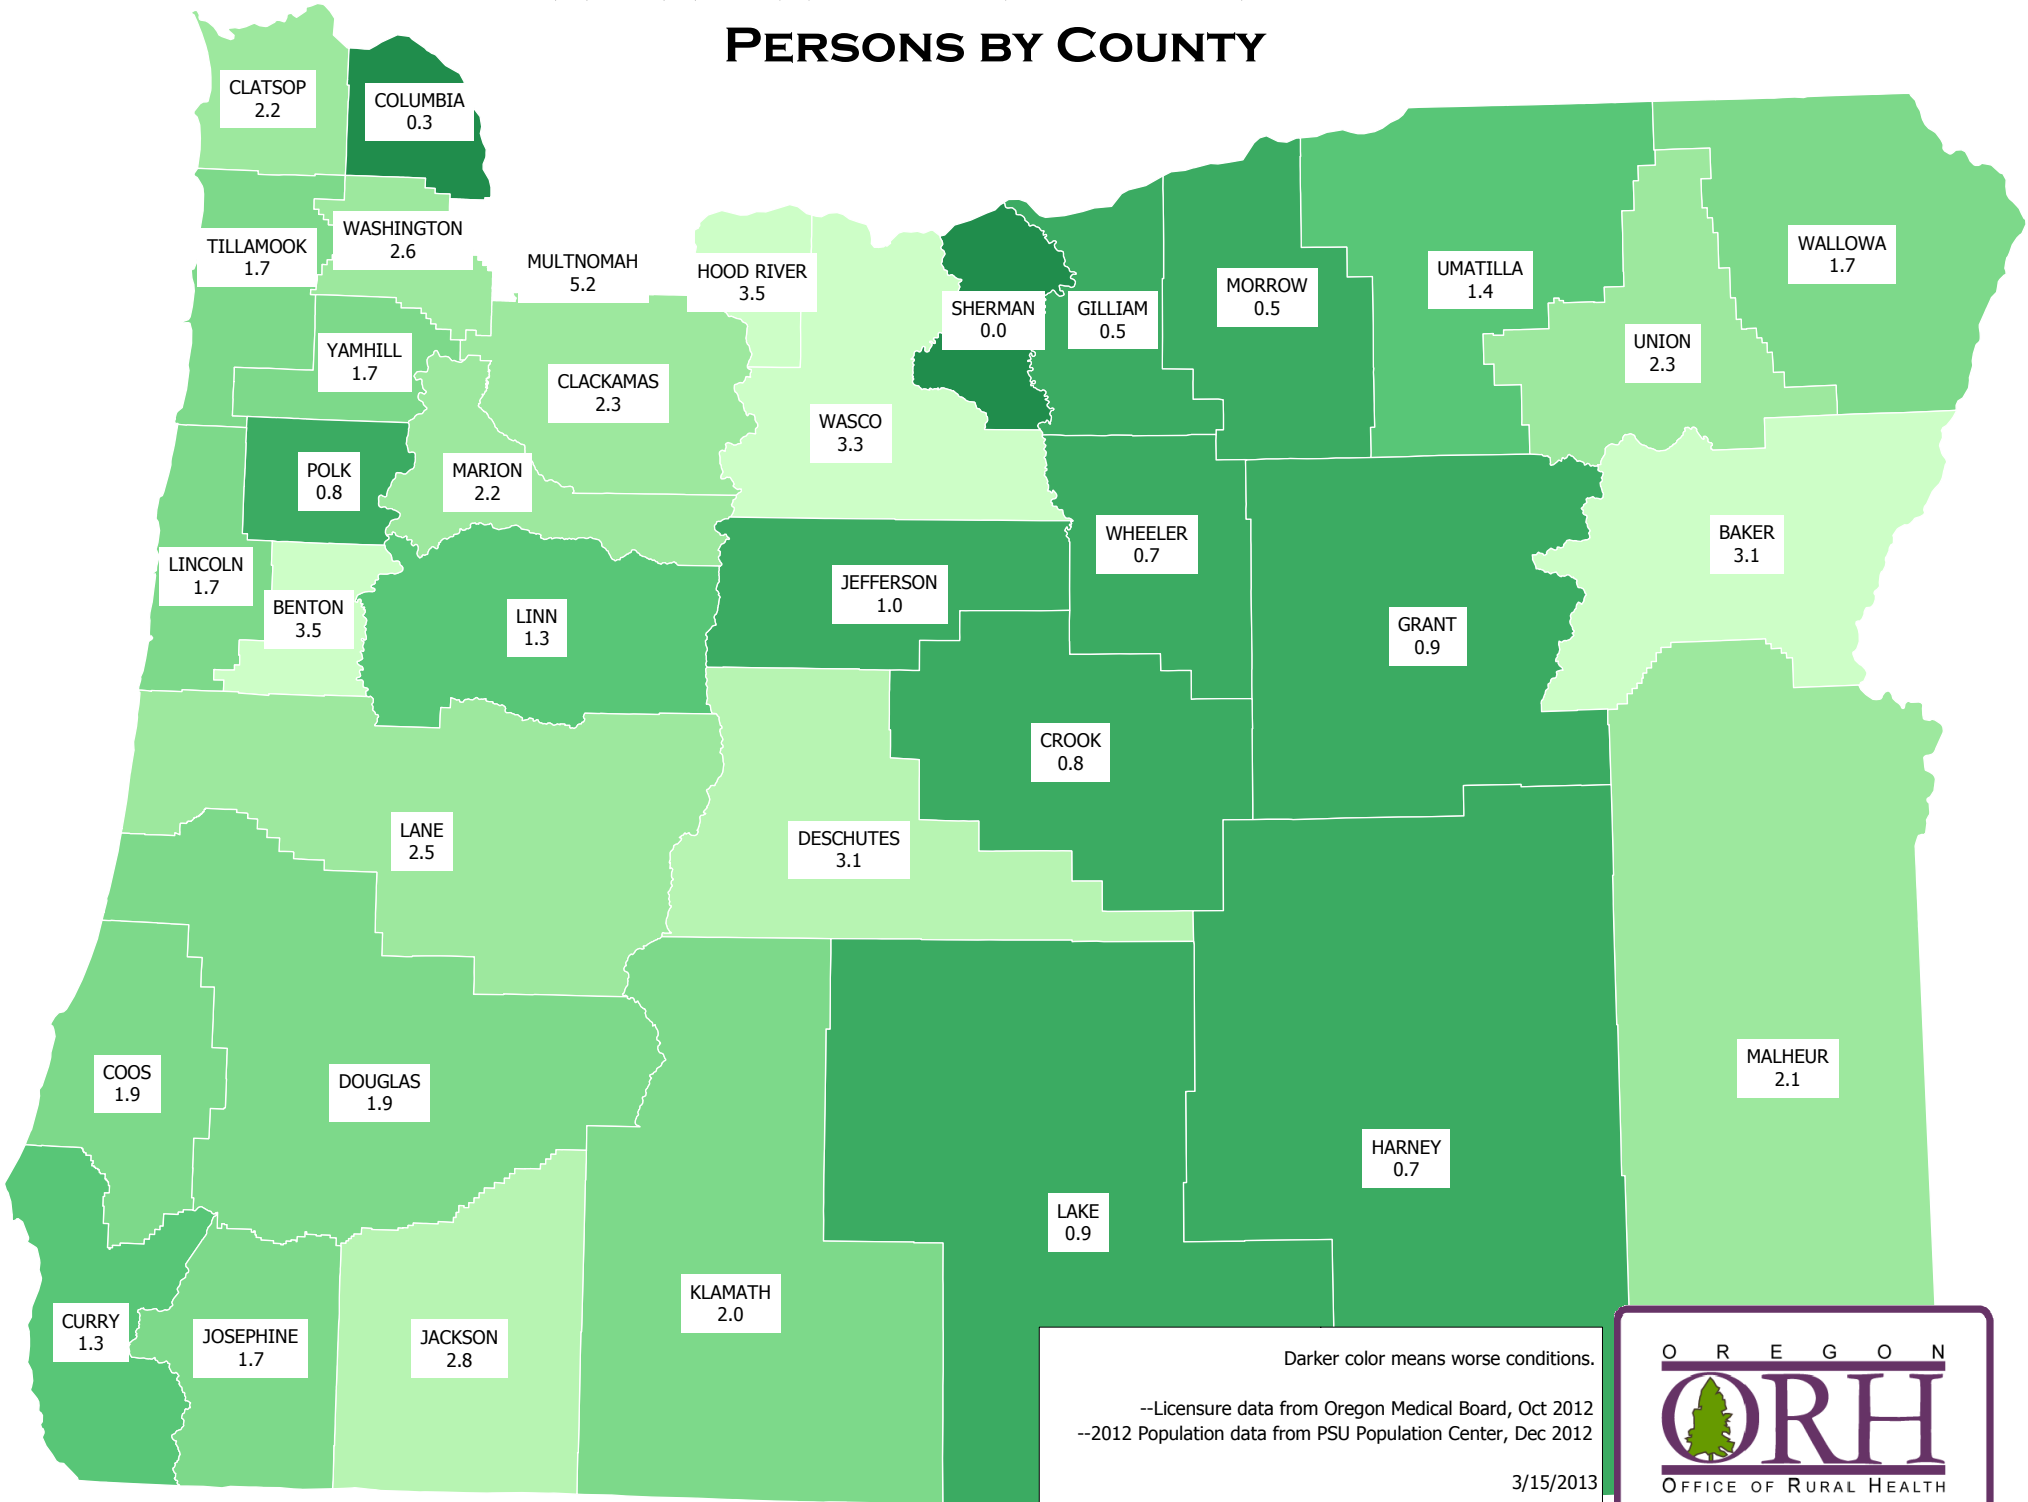 PERSONS BY COUNTY
CLATSOP
2.2
COLUMBIA
0.3
TILLAMOOK
1.7
WASHINGTON
2.6
MULTNOMAH
5.2
HOOD RIVER
3.5
SHERMAN
0.0
GILLIAM
0.5
MORROW
0.5
UMATILLA
1.4
WALLOWA
1.7
UNION
2.3
YAMHILL
1.7
CLACKAMAS
2.3
WASCO
3.3
POLK
0.8
MARION
2.2
LINCOLN
1.7
BENTON
3.5
LINN
1.3
JEFFERSON
1.0
WHEELER
0.7
GRANT
0.9
BAKER
3.1
CROOK
0.8
LANE
2.5
DESCHUTES
3.1
COOS
1.9
DOUGLAS
1.9
MALHEUR
2.1
HARNEY
0.7
LAKE
0.9
KLAMATH
2.0
CURRY
1.3
JOSEPHINE
1.7
JACKSON
2.8
Darker color means worse conditions.
--Licensure data from Oregon Medical Board, Oct 2012
--2012 Population data from PSU Population Center, Dec 2012
3/15/2013
OREGON
ORH
OFFICE OF RURAL HEALTH